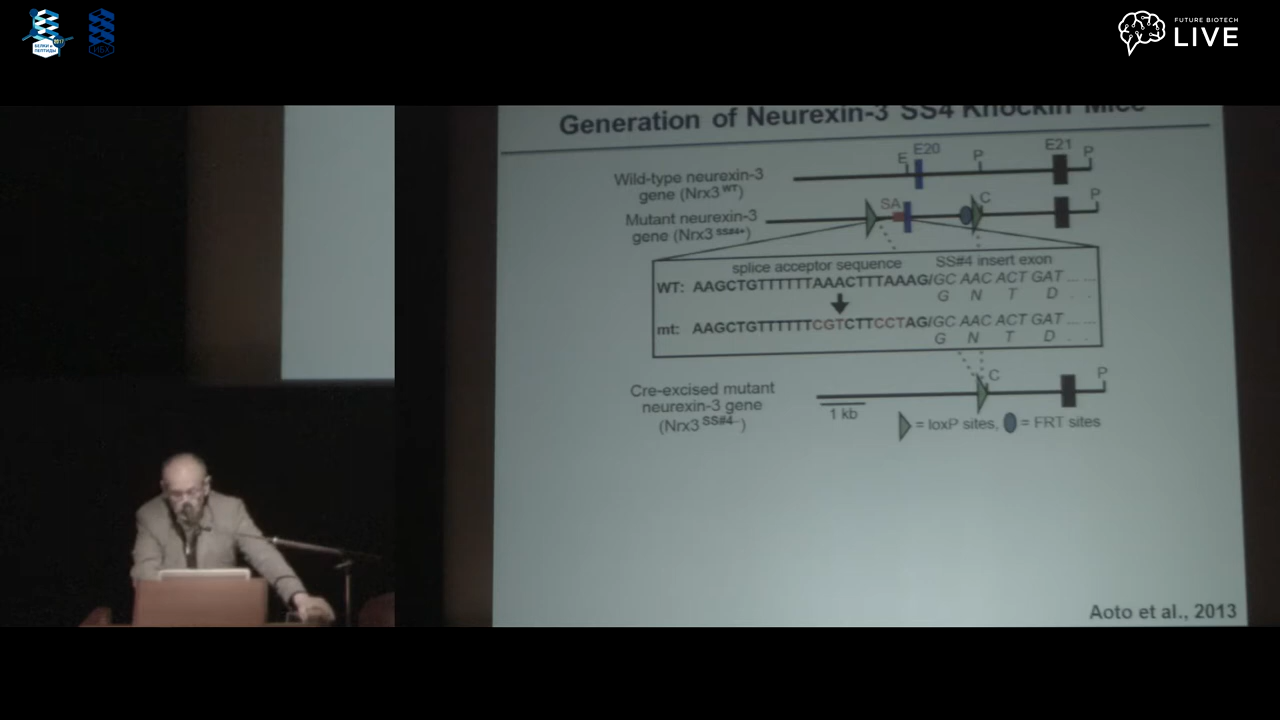 БЕЛКИ и
ПЕПТИДЫ
2017
FUTURE BIOTECH
LIVE
Generation of Neurexin-3 SS4 Knockin Mice
E E20 P E21 P
Wild-type neurexin-3
gene (Nrx3 WT)
SA C P
Mutant neurexin-3
gene (Nrx3 SS#4+)
splice acceptor sequence SS#4 insert exon
WT: AAGCTGTTTTTTAAACTTTAAAG/GC AAC ACT GAT ... ...
G N T D . .
mt: AAGCTGTTTTTTCGTCTTCCTAG/GC AAC ACT GAT ... ...
G N T D . .
C P
Cre-excised mutant
neurexin-3 gene
(Nrx3 SS#4-)
1 kb
= loxP sites, = FRT sites
Aoto et al., 2013